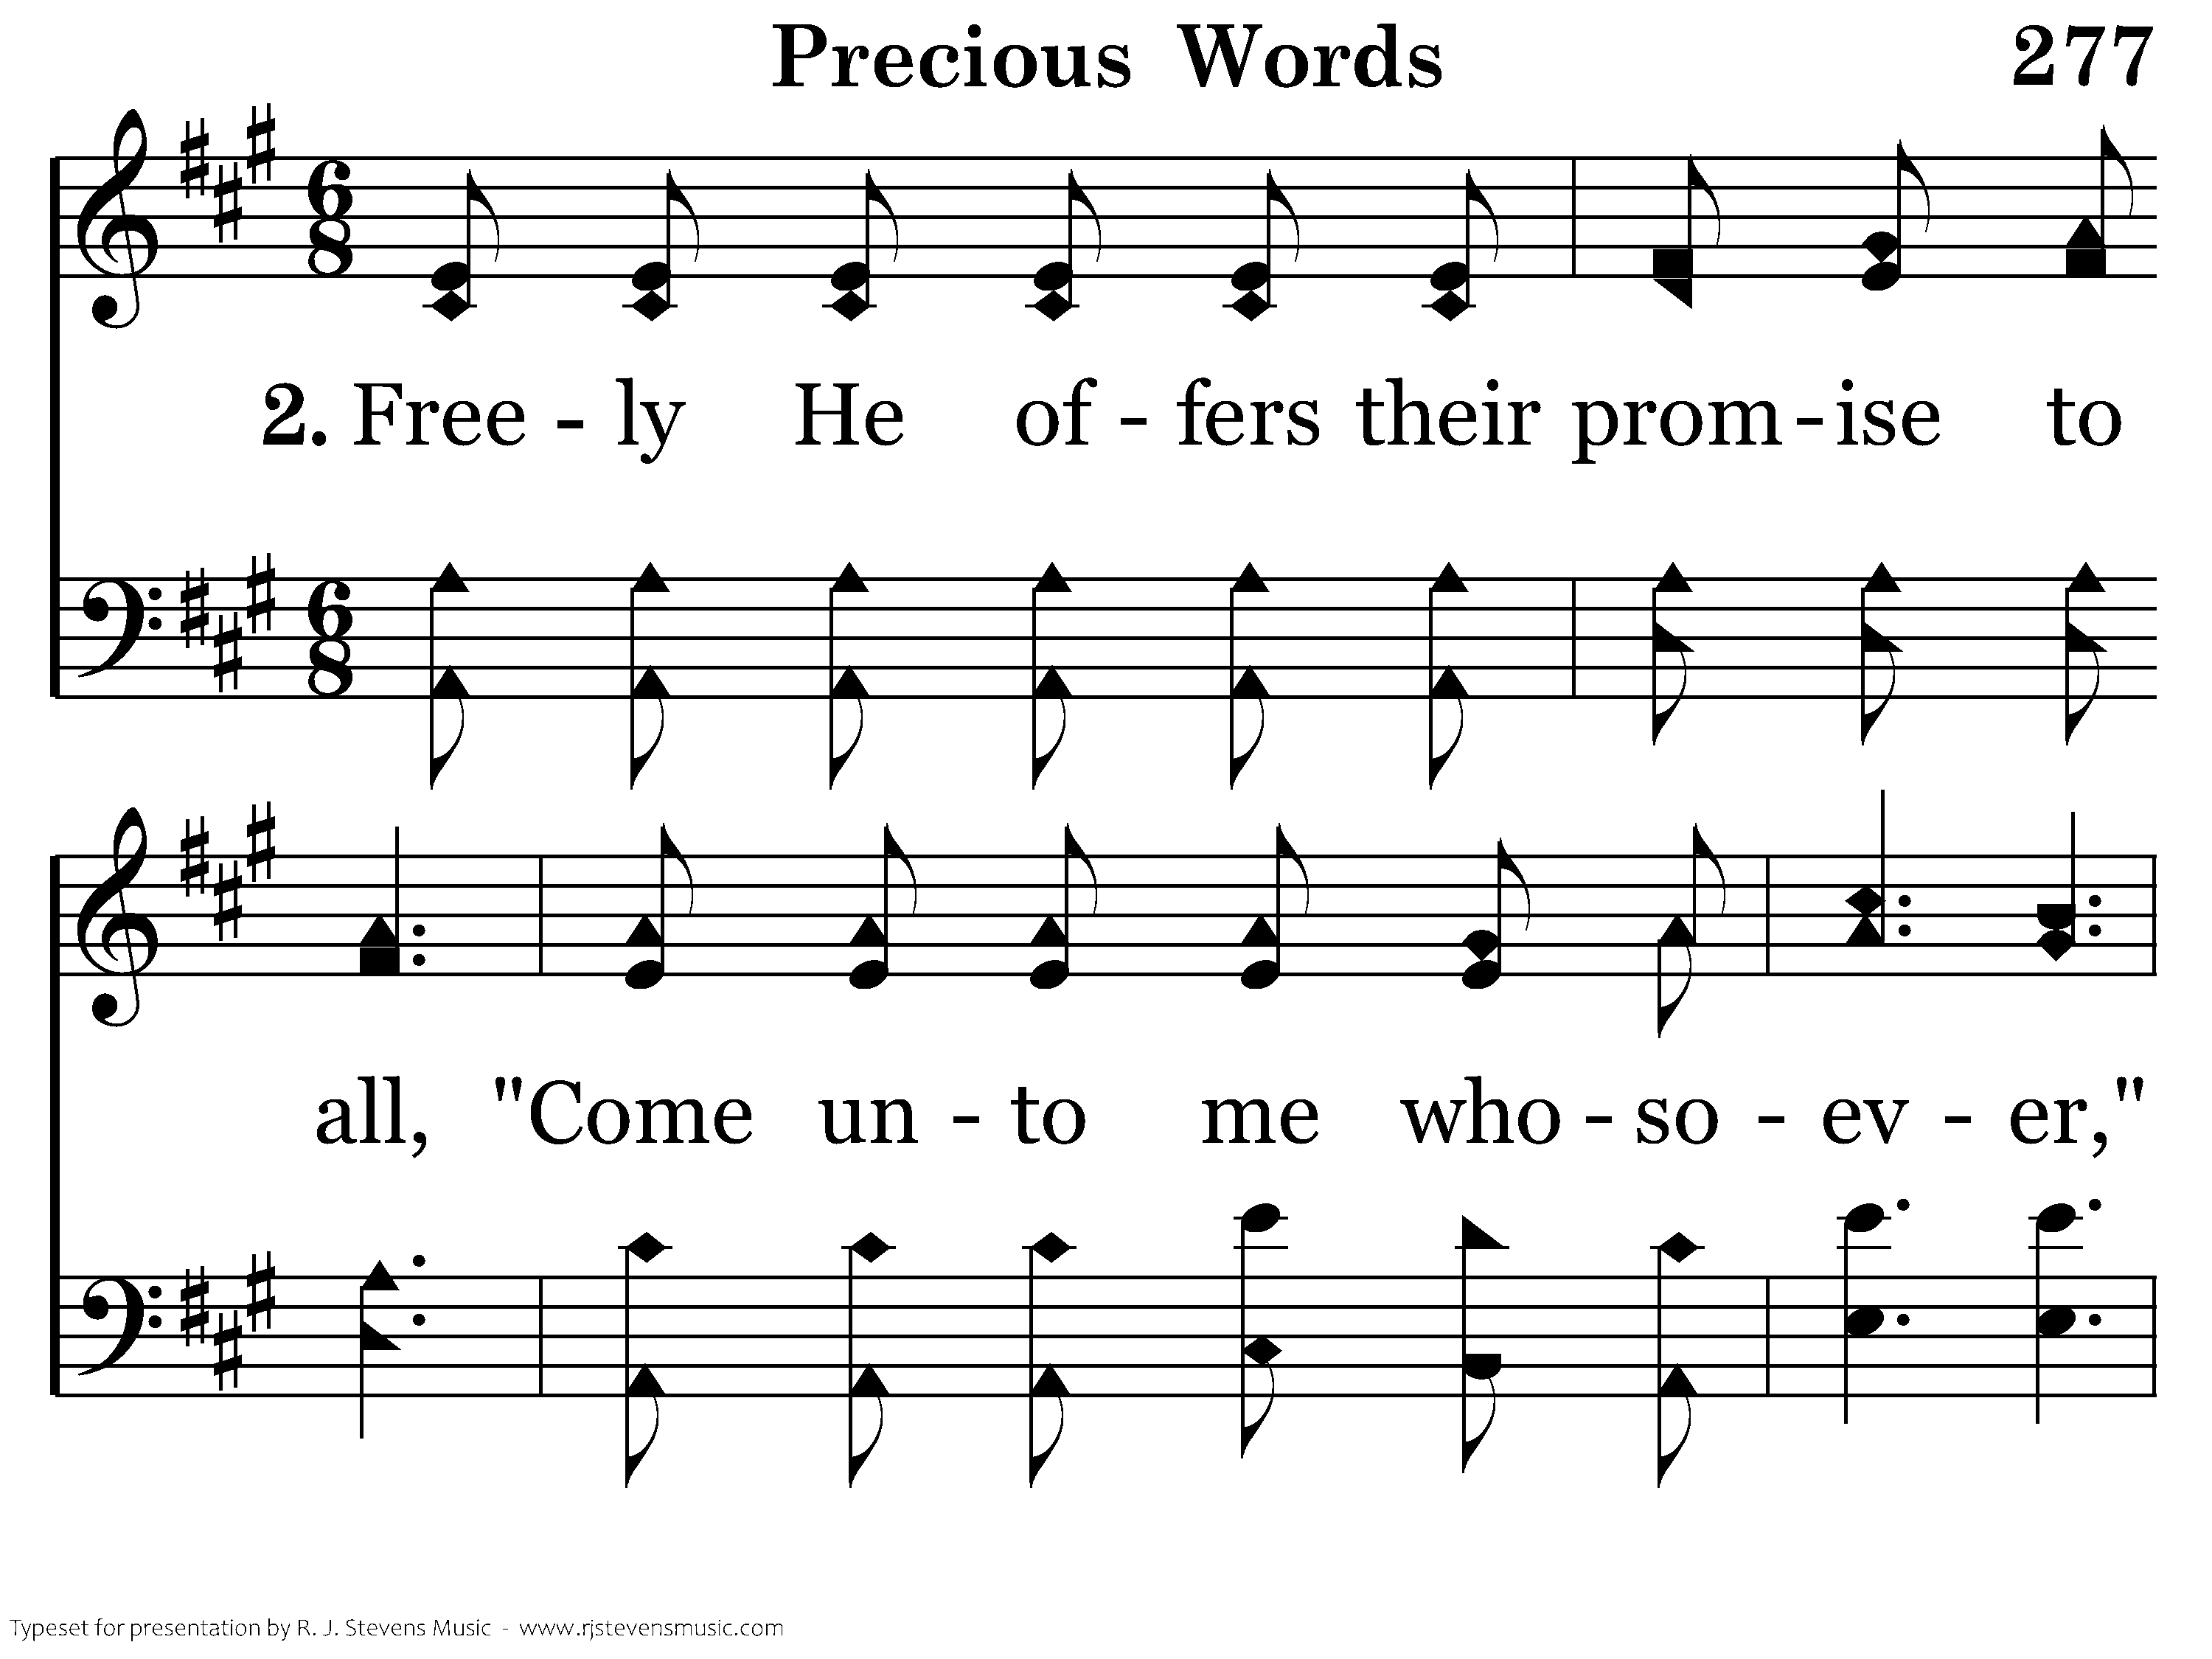 Precious Words 277
2. Free - ly He of - fers their prom - ise to
all, "Come un - to me who - so - ev - er,"
Typeset for presentation by R. J. Stevens Music - www.rjstevensmusic.com